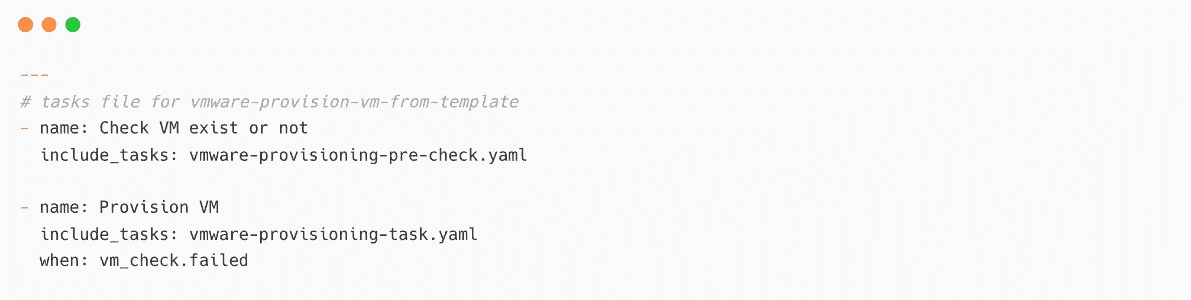 ---
# tasks file for vmware-provision-vm-from-template
- name: Check VM exist or not
  include_tasks: vmware-provisioning-pre-check.yaml

- name: Provision VM
  include_tasks: vmware-provisioning-task.yaml
  when: vm_check.failed